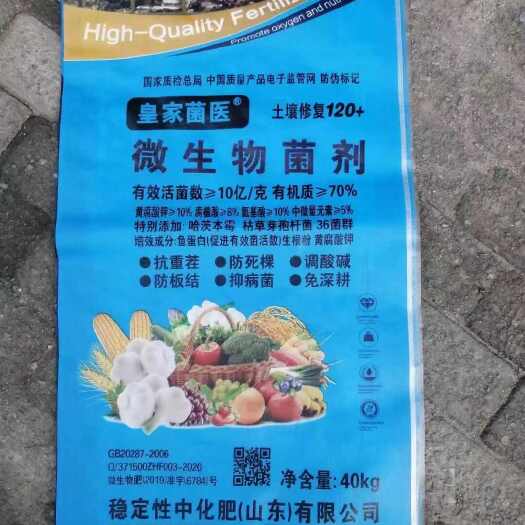 High-Quality Fertiliz
Promote oxygen and nutr
国家质检总局 中国质量产品电子监管网 防伪标记
皇家菌医® 土壤修复120+
微生物菌剂
有效活菌数≥10亿/克 有机质≥70%
黄腐酸钾≥10% 腐植酸≥8% 氨基酸≥10% 中微量元素≥5%
特别添加: 哈茨木霉 枯草芽孢杆菌 36菌群
增效成分:鱼蛋白(促进有效菌活数)生根粉 黄腐酸钾
●抗重茬 ●防死棵 ●调酸碱
●防板结 ●抑病菌 ●免深耕
GB20287-2006
Q/371500ZHF003-2020
微生物肥(2019)准字(6784)号
净含量: 40kg
稳定性中化肥(山东)有限公司